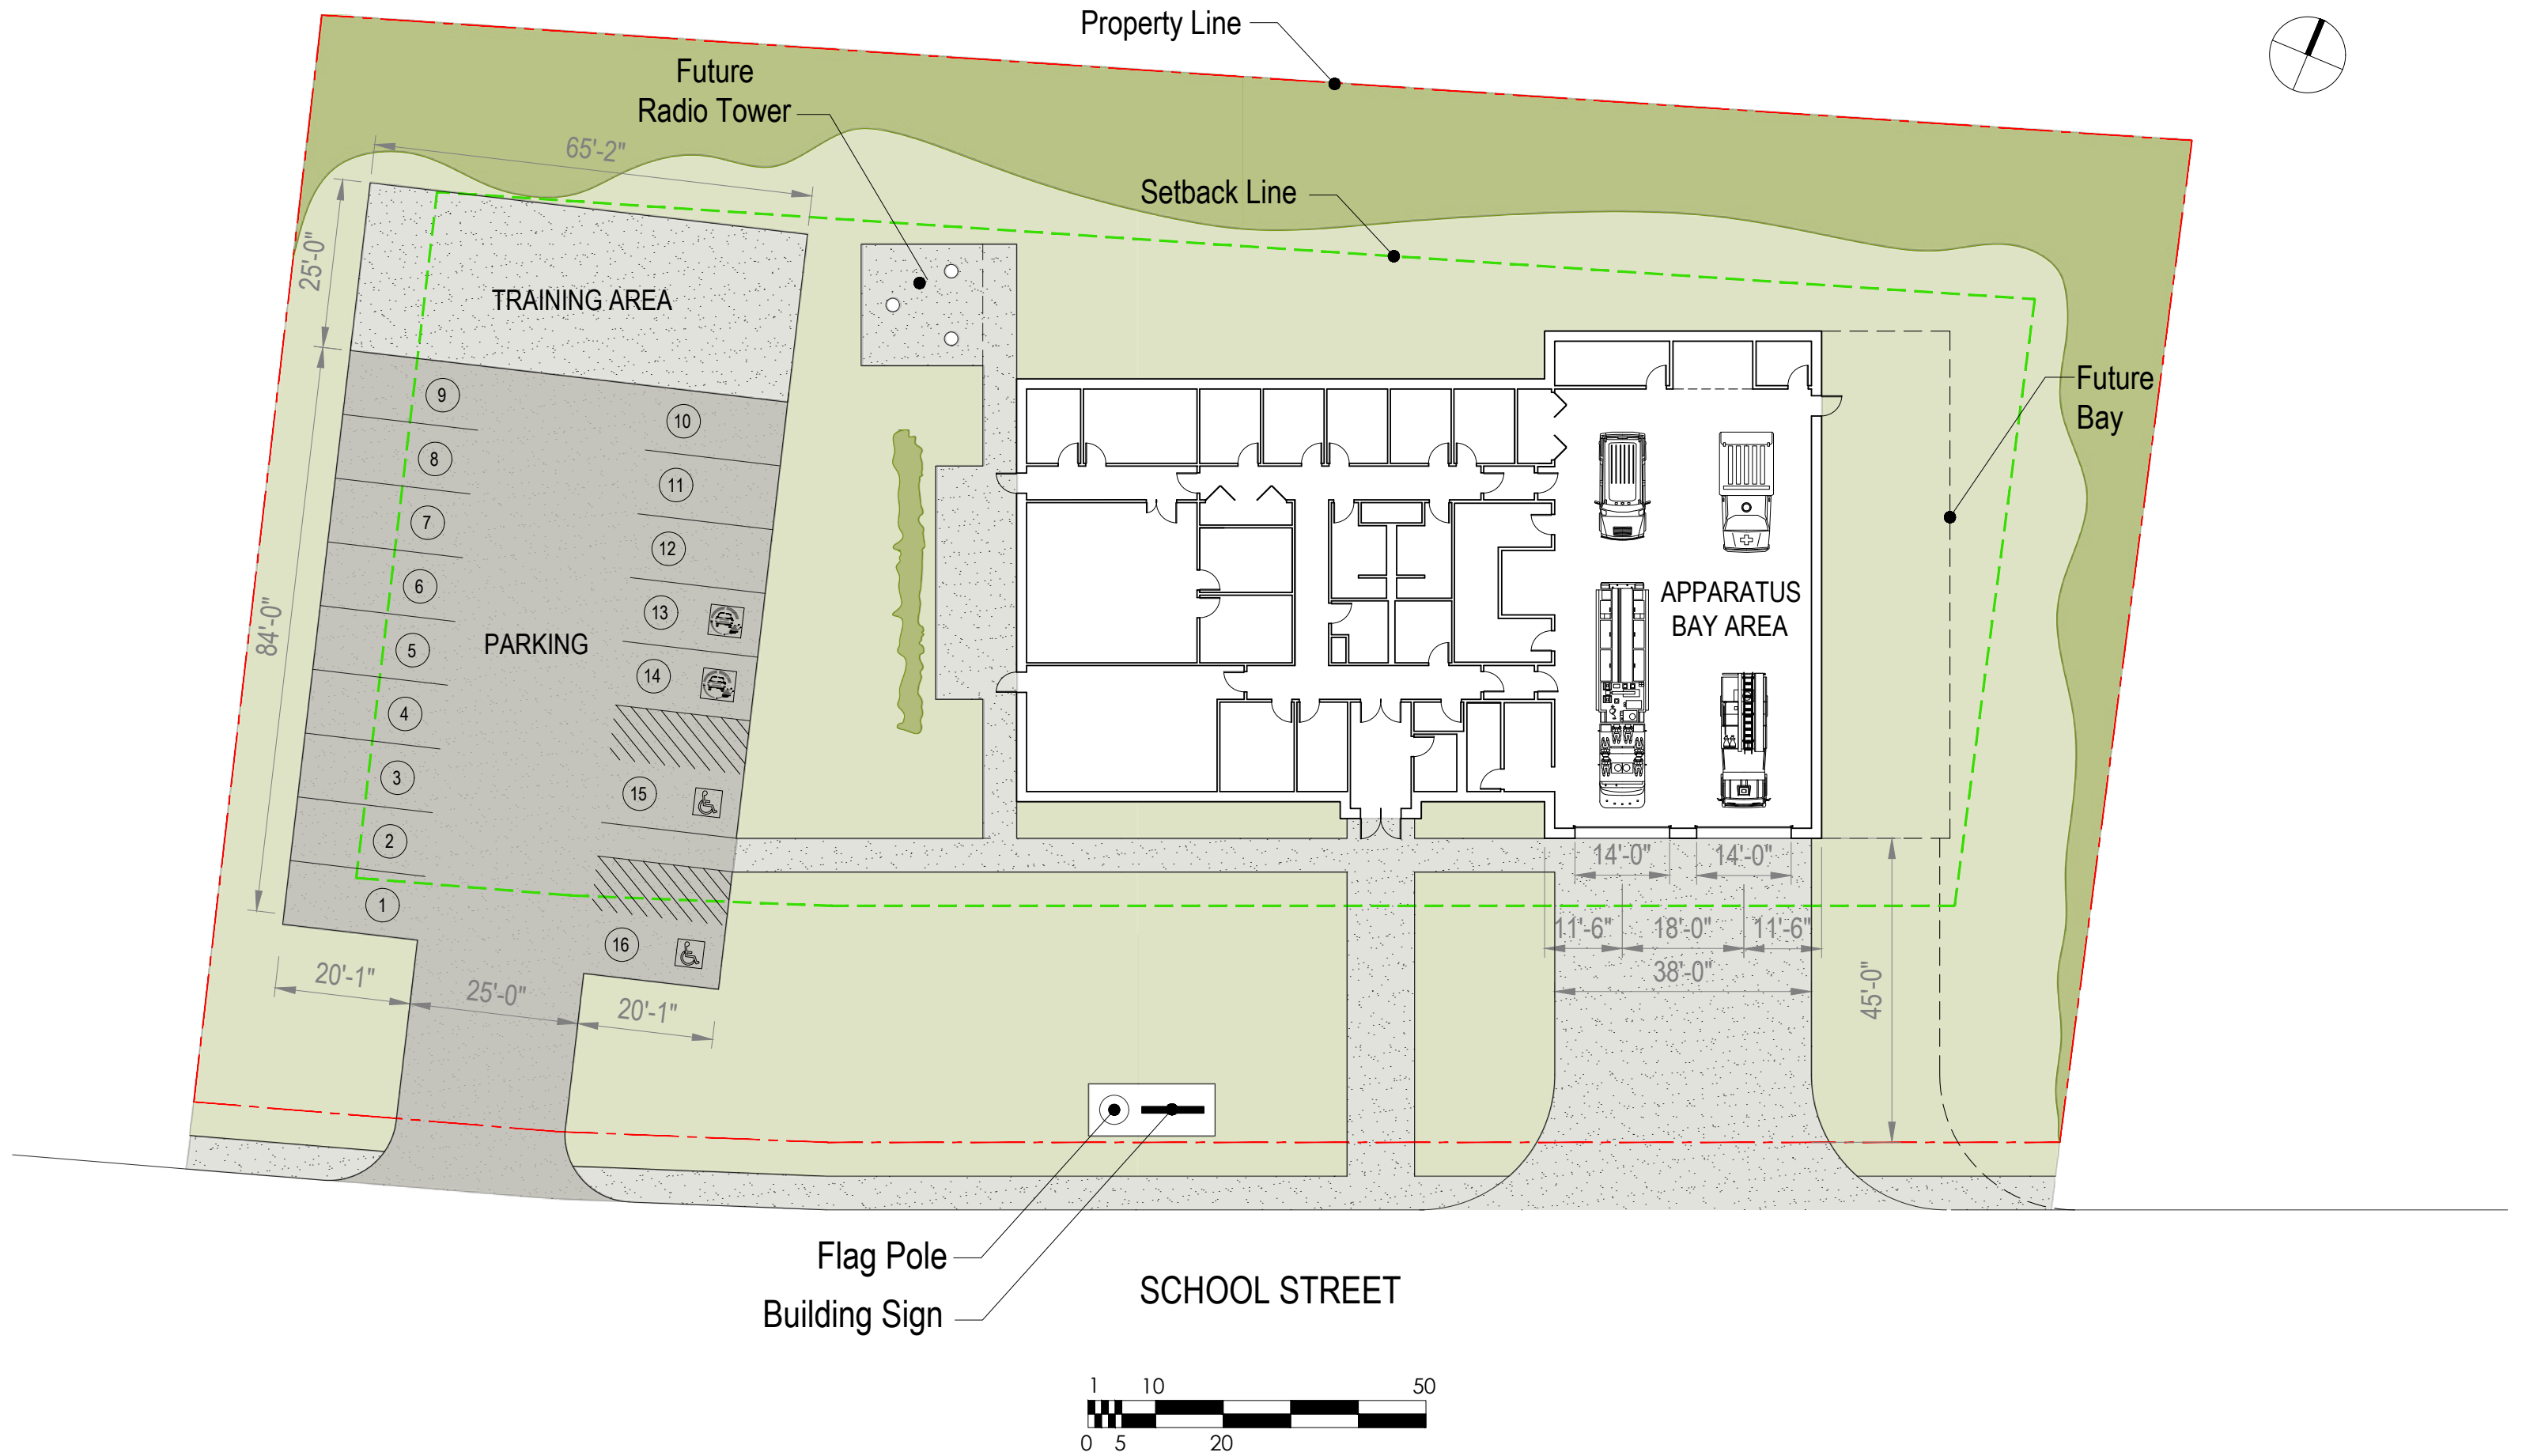 Property Line
Future
Radio Tower
65'-2"
Setback Line
25'-0"
TRAINING AREA
Future
Bay
9
10
8
11
7
12
6
13
84'-0"
PARKING
5
14
4
3
15
2
1
16
APPARATUS
BAY AREA
14'-0"
14'-0"
11'-6"
18'-0"
11'-6"
38'-0"
45'-0"
20'-1"
25'-0"
20'-1"
Flag Pole
Building Sign
SCHOOL STREET
1
10
50
0
5
20